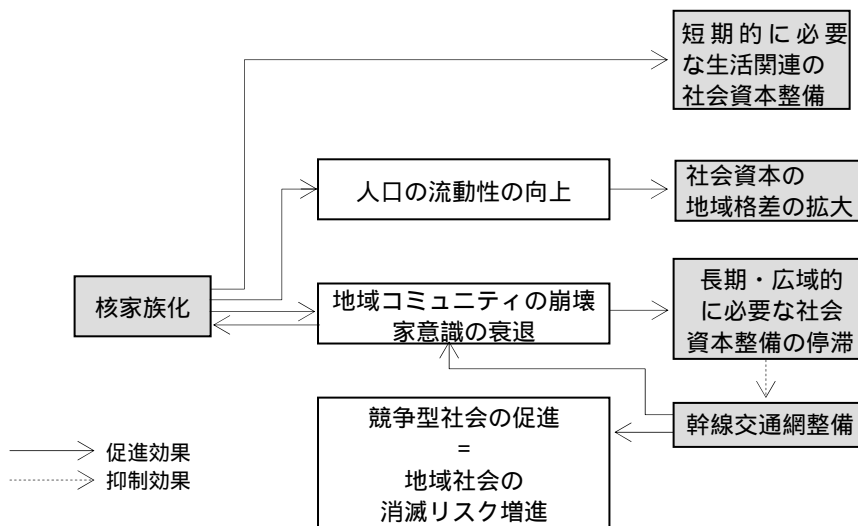 短期的に必要
な生活関連の
社会資本整備
人口の流動性の向上
社会資本の
地域格差の拡大
核家族化
地域コミュニティの崩壊
家意識の衰退
長期・広域的
に必要な社会
資本整備の停滞
競争型社会の促進
=
地域社会の
消滅リスク増進
幹線交通網整備
促進効果
抑制効果